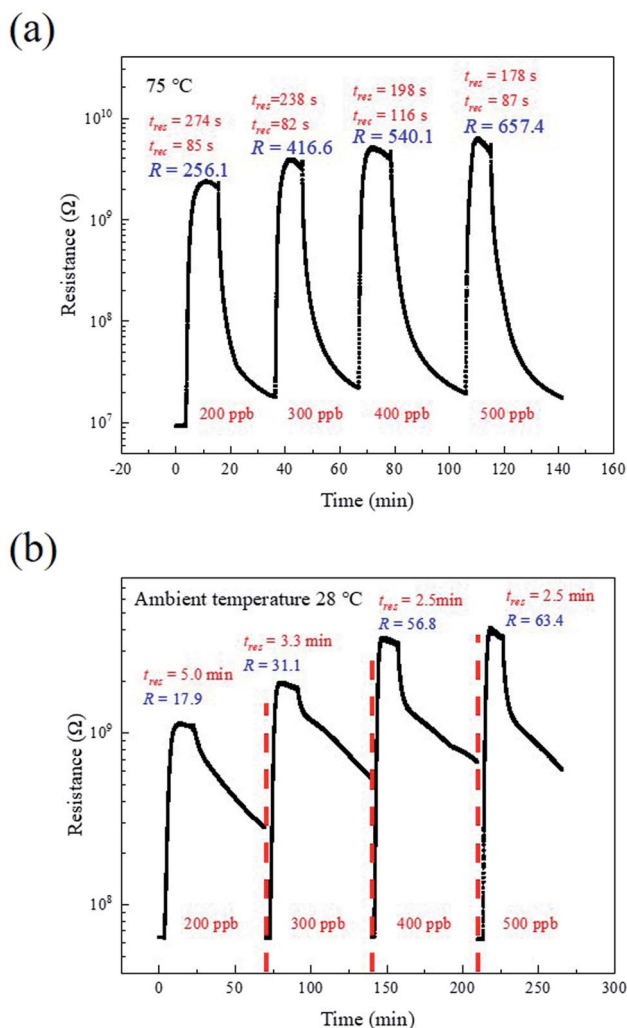 (a)
75 °C
t_res = 274 s
t_rec = 85 s
R = 256.1
t_res=238 s
t_rec=82 s
R = 416.6
t_res = 198 s
t_rec = 116 s
R = 540.1
t_res = 178 s
t_rec = 87 s
R = 657.4
10^10
10^9
10^8
10^7
Resistance (Ω)
200 ppb
300 ppb
400 ppb
500 ppb
-20 0 20 40 60 80 100 120 140 160
Time (min)
(b)
Ambient temperature 28 °C
t_res = 5.0 min
R = 17.9
t_res = 3.3 min
R = 31.1
t_res = 2.5min
R = 56.8
t_res = 2.5 min
R = 63.4
10^9
10^8
Resistance (Ω)
200 ppb
300 ppb
400 ppb
500 ppb
0 50 100 150 200 250 300
Time (min)